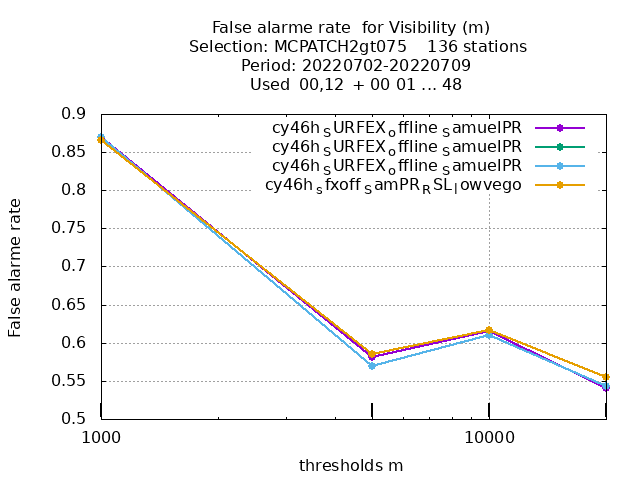 False alarme rate for Visibility (m)
Selection: MCPATCH2gt075 136 stations
Period: 20220702-20220709
Used 00,12 + 00 01 ... 48
0.9
0.85
0.8
0.75
0.7
0.65
0.6
0.55
0.5
False alarme rate
cy46h_SURFEX_offline_SamuelPR
cy46h_SURFEX_offline_SamuelPR
cy46h_SURFEX_offline_SamuelPR
cy46h_sfxoff_SamPR_RSL_lowvego
1000
10000
thresholds m